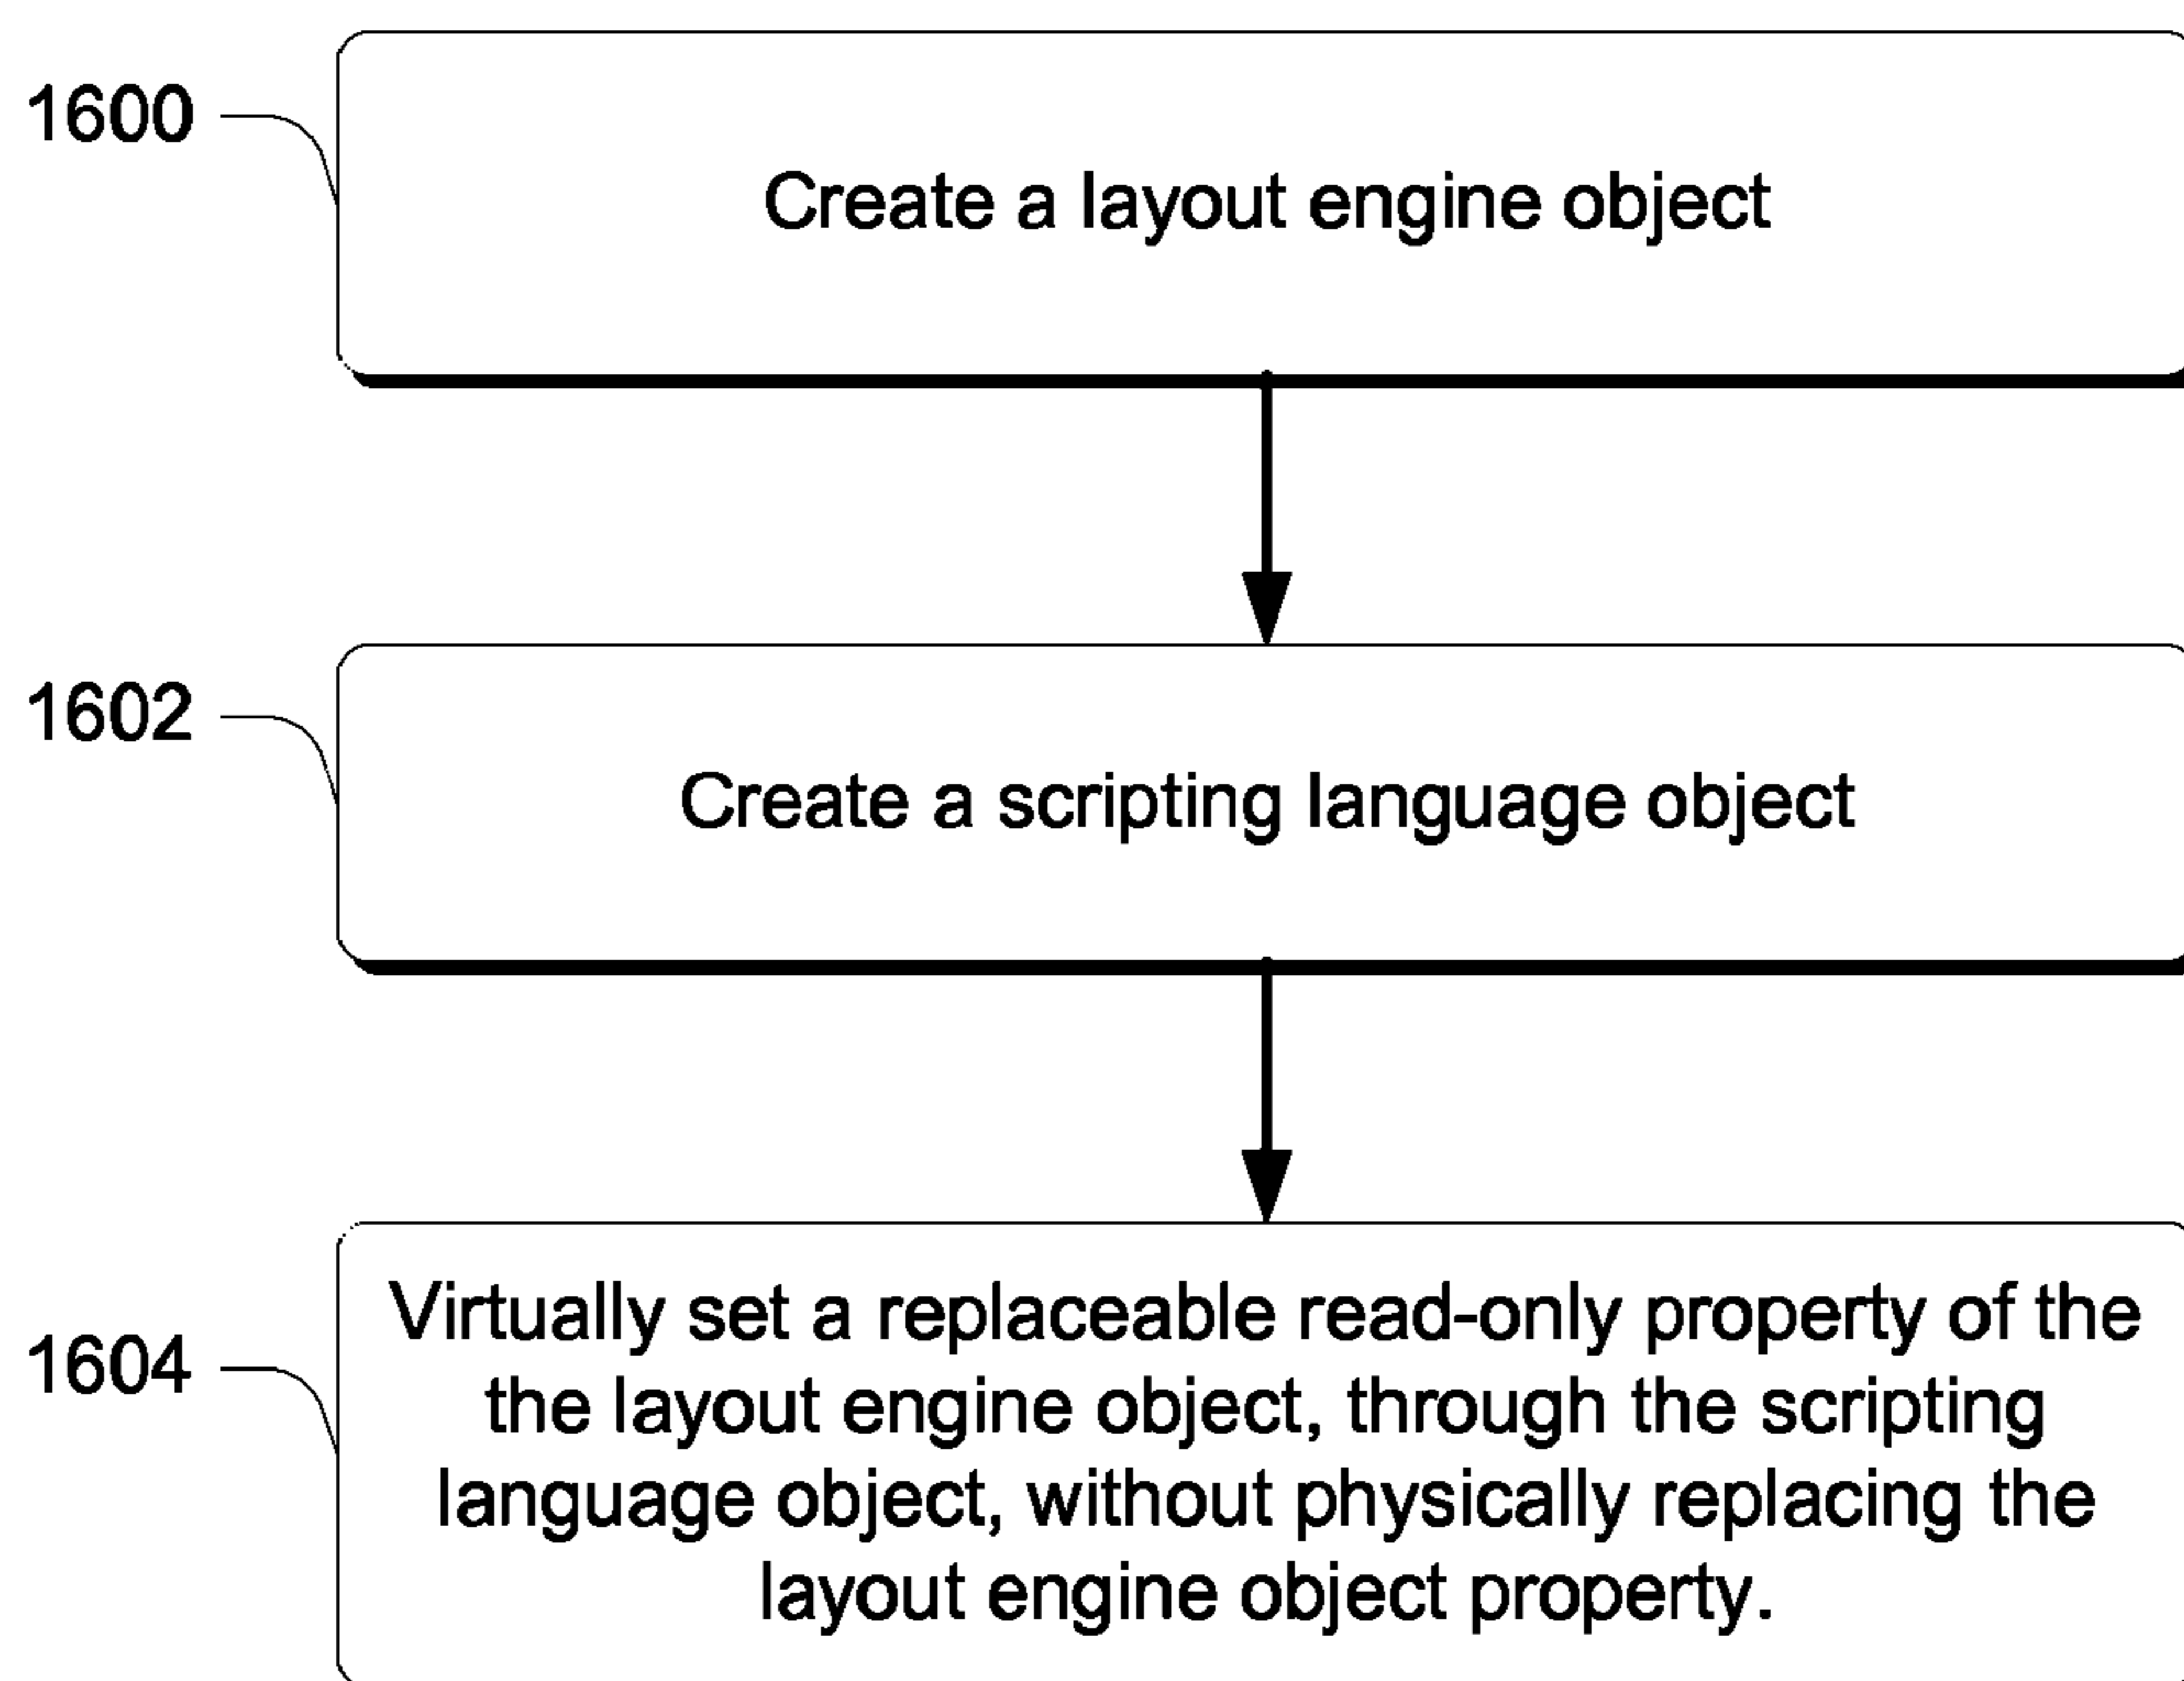 1600
Create a layout engine object
1602
Create a scripting language object
1604
Virtually set a replaceable read-only property of the
the layout engine object, through the scripting
language object, without physically replacing the
layout engine object property.